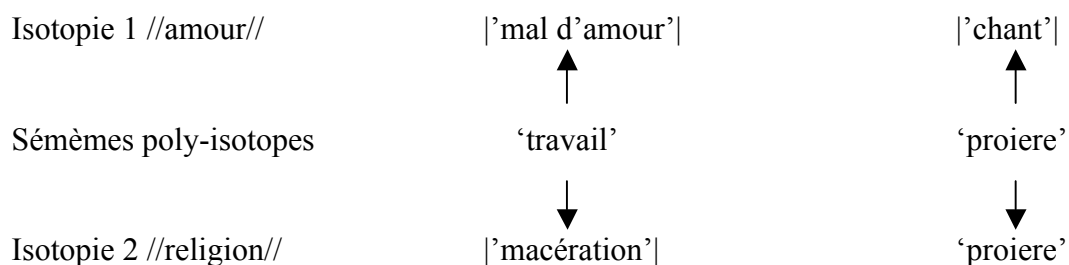 Isotopie 1 //amour// |’mal d’amour’| |’chant’|
Sémèmes poly-isotopes ‘travail’ ‘proiere’
Isotopie 2 //religion// |’macération’| ‘proiere’